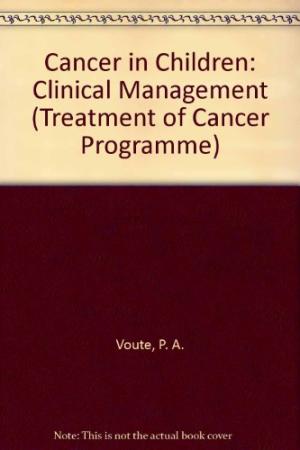 Cancer in Children:
Clinical Management
(Treatment of Cancer
Programme)
Voute, P. A.
Note: This is not the actual book cover